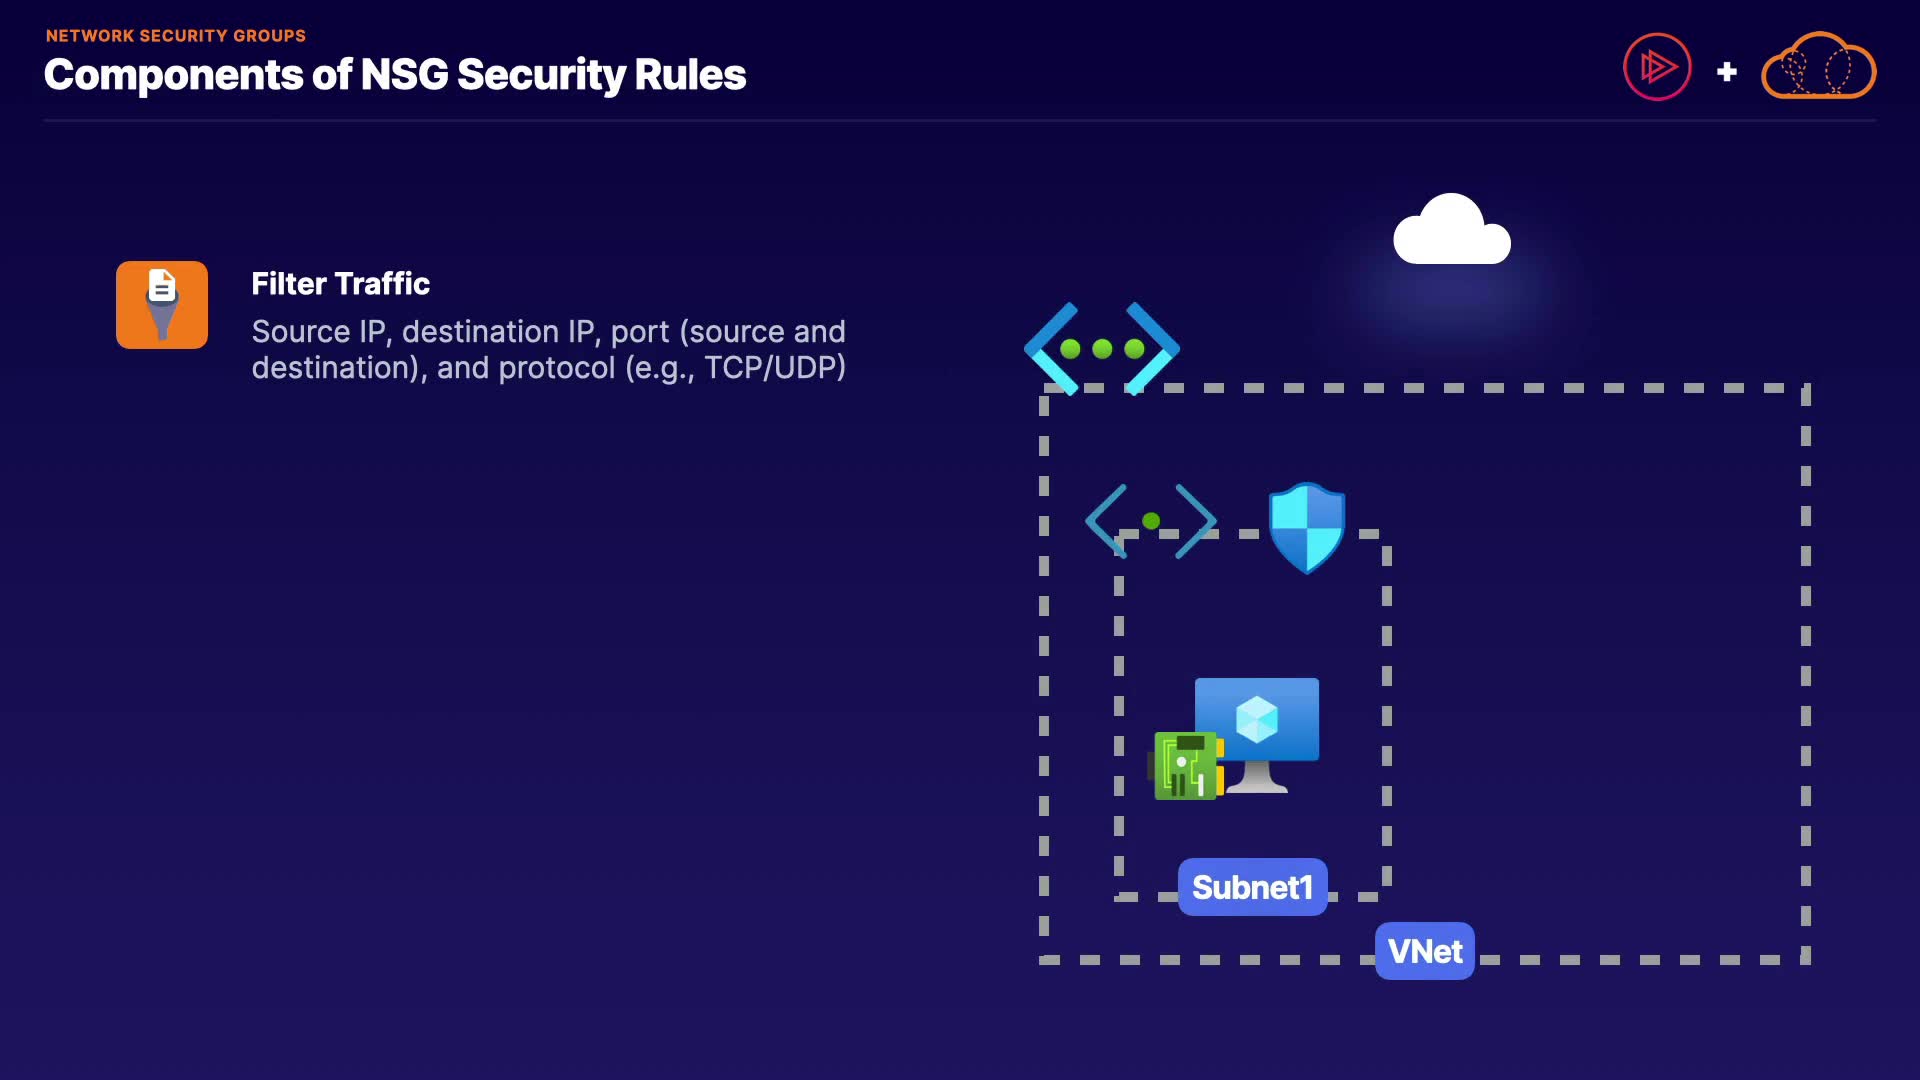 NETWORK SECURITY GROUPS
Components of NSG Security Rules
Filter Traffic
Source IP, destination IP, port (source and
destination), and protocol (e.g., TCP/UDP)
Subnet1
VNet